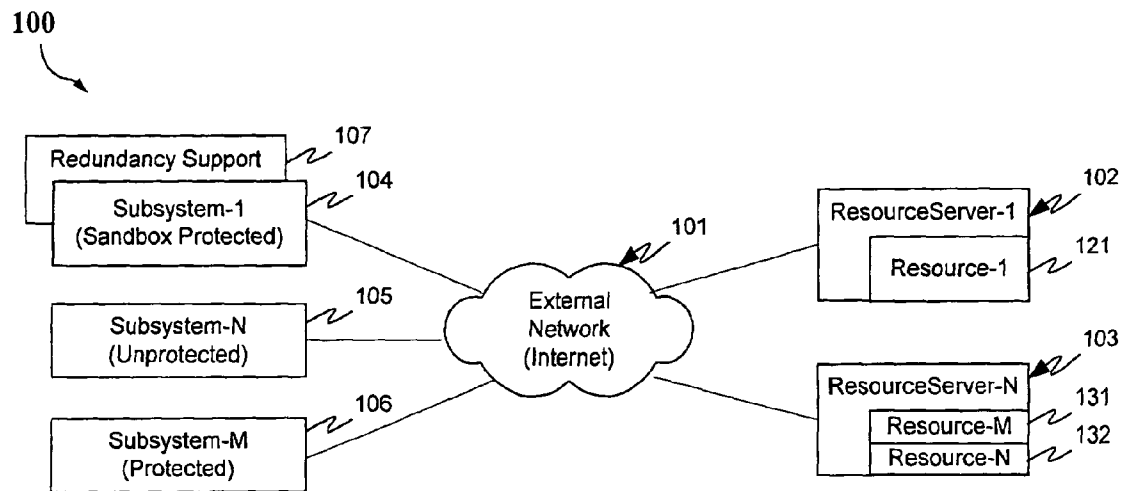 100
107
Redundancy Support
104
Subsystem-1
(Sandbox Protected)
105
Subsystem-N
(Unprotected)
106
Subsystem-M
(Protected)
101
External
Network
(Internet)
102
ResourceServer-1
121
Resource-1
103
ResourceServer-N
131
Resource-M
132
Resource-N